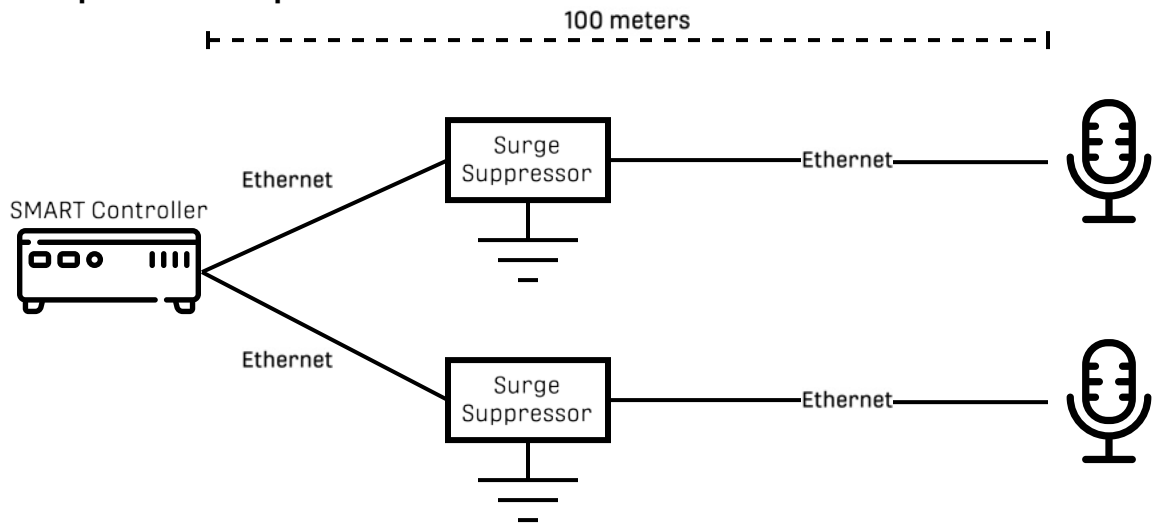 100 meters
Surge
Suppressor
Ethernet
Ethernet
SMART Controller
Ethernet
Surge
Suppressor
Ethernet